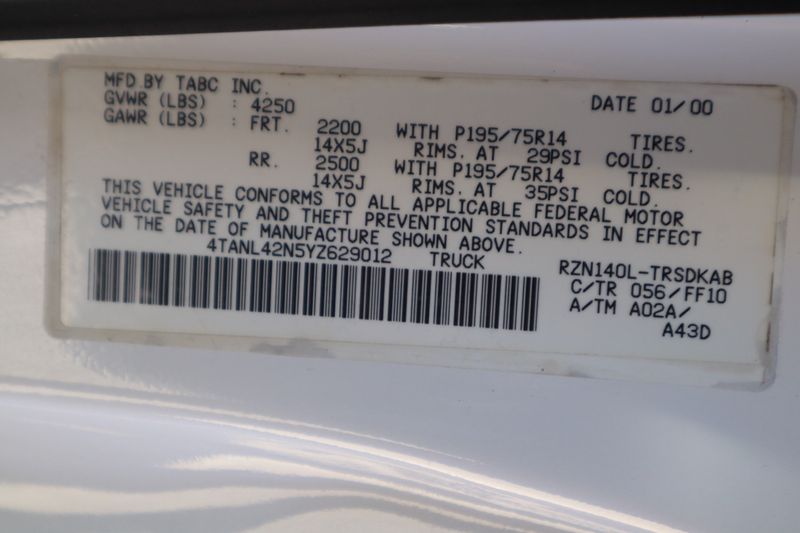 MFD BY TABC INC.
DATE 01/00
GVWR (LBS) : 4250
GAWR (LBS) : FRT. 2200 WITH P195/75R14 TIRES.
14X5J RIMS. AT 29PSI COLD.
RR. 2500 WITH P195/75R14 TIRES.
14X5J RIMS. AT 35PSI COLD.
THIS VEHICLE CONFORMS TO ALL APPLICABLE FEDERAL MOTOR
VEHICLE SAFETY AND THEFT PREVENTION STANDARDS IN EFFECT
ON THE DATE OF MANUFACTURE SHOWN ABOVE.
4TANL42N5YZ629012 TRUCK
RZN140L-TRSDKAB
C/TR 056/FF10
A/TM A02A/
A43D